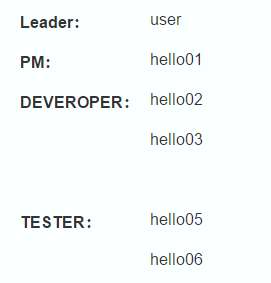 Leader: user
PM: hello01
DEVEROPER: hello02
hello03
TESTER: hello05
hello06